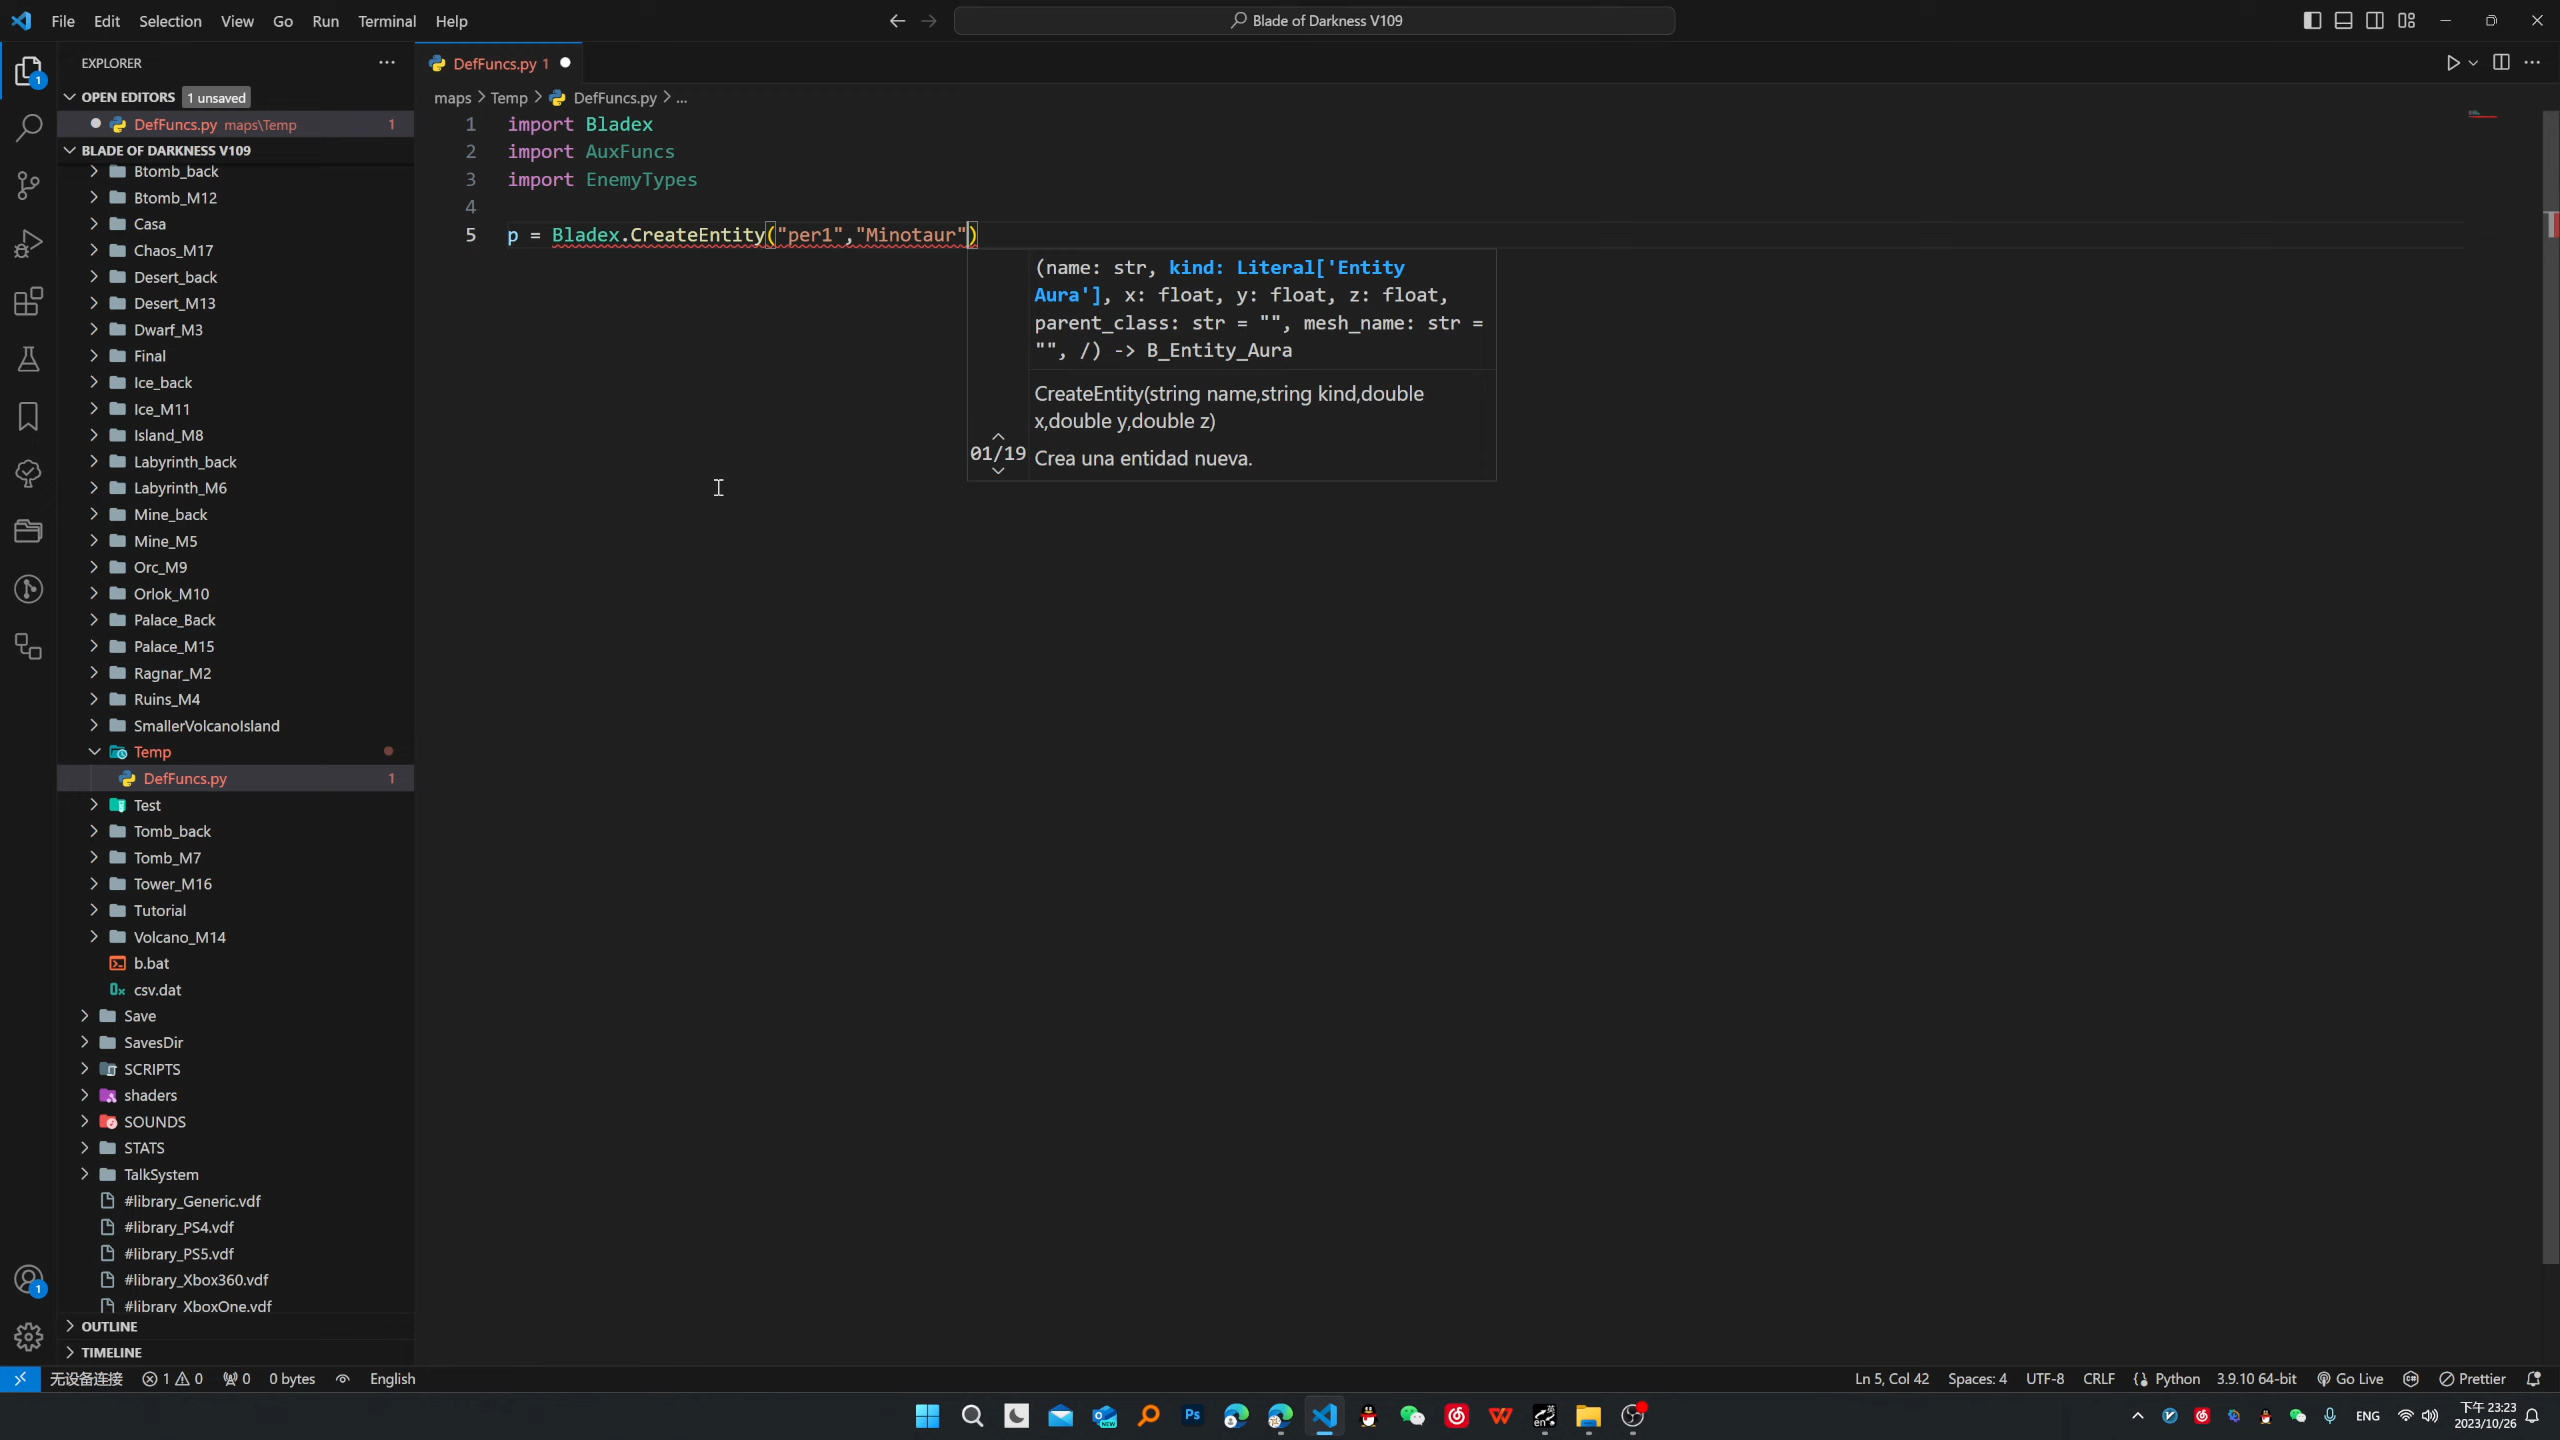 File Edit Selection View Go Run Terminal Help
Blade of Darkness V109
EXPLORER
OPEN EDITORS 1 unsaved
DefFuncs.py maps\Temp 1
BLADE OF DARKNESS V109
Btomb_back
Btomb_M12
Casa
Chaos_M17
Desert_back
Desert_M13
Dwarf_M3
Final
Ice_back
Ice_M11
Island_M8
Labyrinth_back
Labyrinth_M6
Mine_back
Mine_M5
Orc_M9
Orlok_M10
Palace_Back
Palace_M15
Ragnar_M2
Ruins_M4
SmallerVolcanoIsland
Temp
DefFuncs.py 1
Test
Tomb_back
Tomb_M7
Tower_M16
Tutorial
Volcano_M14
b.bat
csv.dat
Save
SavesDir
SCRIPTS
shaders
SOUNDS
STATS
TalkSystem
#library_Generic.vdf
#library_PS4.vdf
#library_PS5.vdf
#library_Xbox360.vdf
#library_XboxOne.vdf
OUTLINE
TIMELINE
1
1
DefFuncs.py 1
maps > Temp > DefFuncs.py > ...
1 import Bladex
2 import AuxFuncs
3 import EnemyTypes
4
5 p = Bladex.CreateEntity("per1","Minotaur")
(name: str, kind: Literal['Entity
Aura'], x: float, y: float, z: float,
parent_class: str = "", mesh_name: str =
"", /) -> B_Entity_Aura
CreateEntity(string name,string kind,double
x,double y,double z)
01/19 Crea una entidad nueva.
无设备连接 1 0 0 0 bytes English
Ln 5, Col 42 Spaces: 4 UTF-8 CRLF Python 3.9.10 64-bit Go Live Prettier
Ps
ENG
下午 23:23
2023/10/26